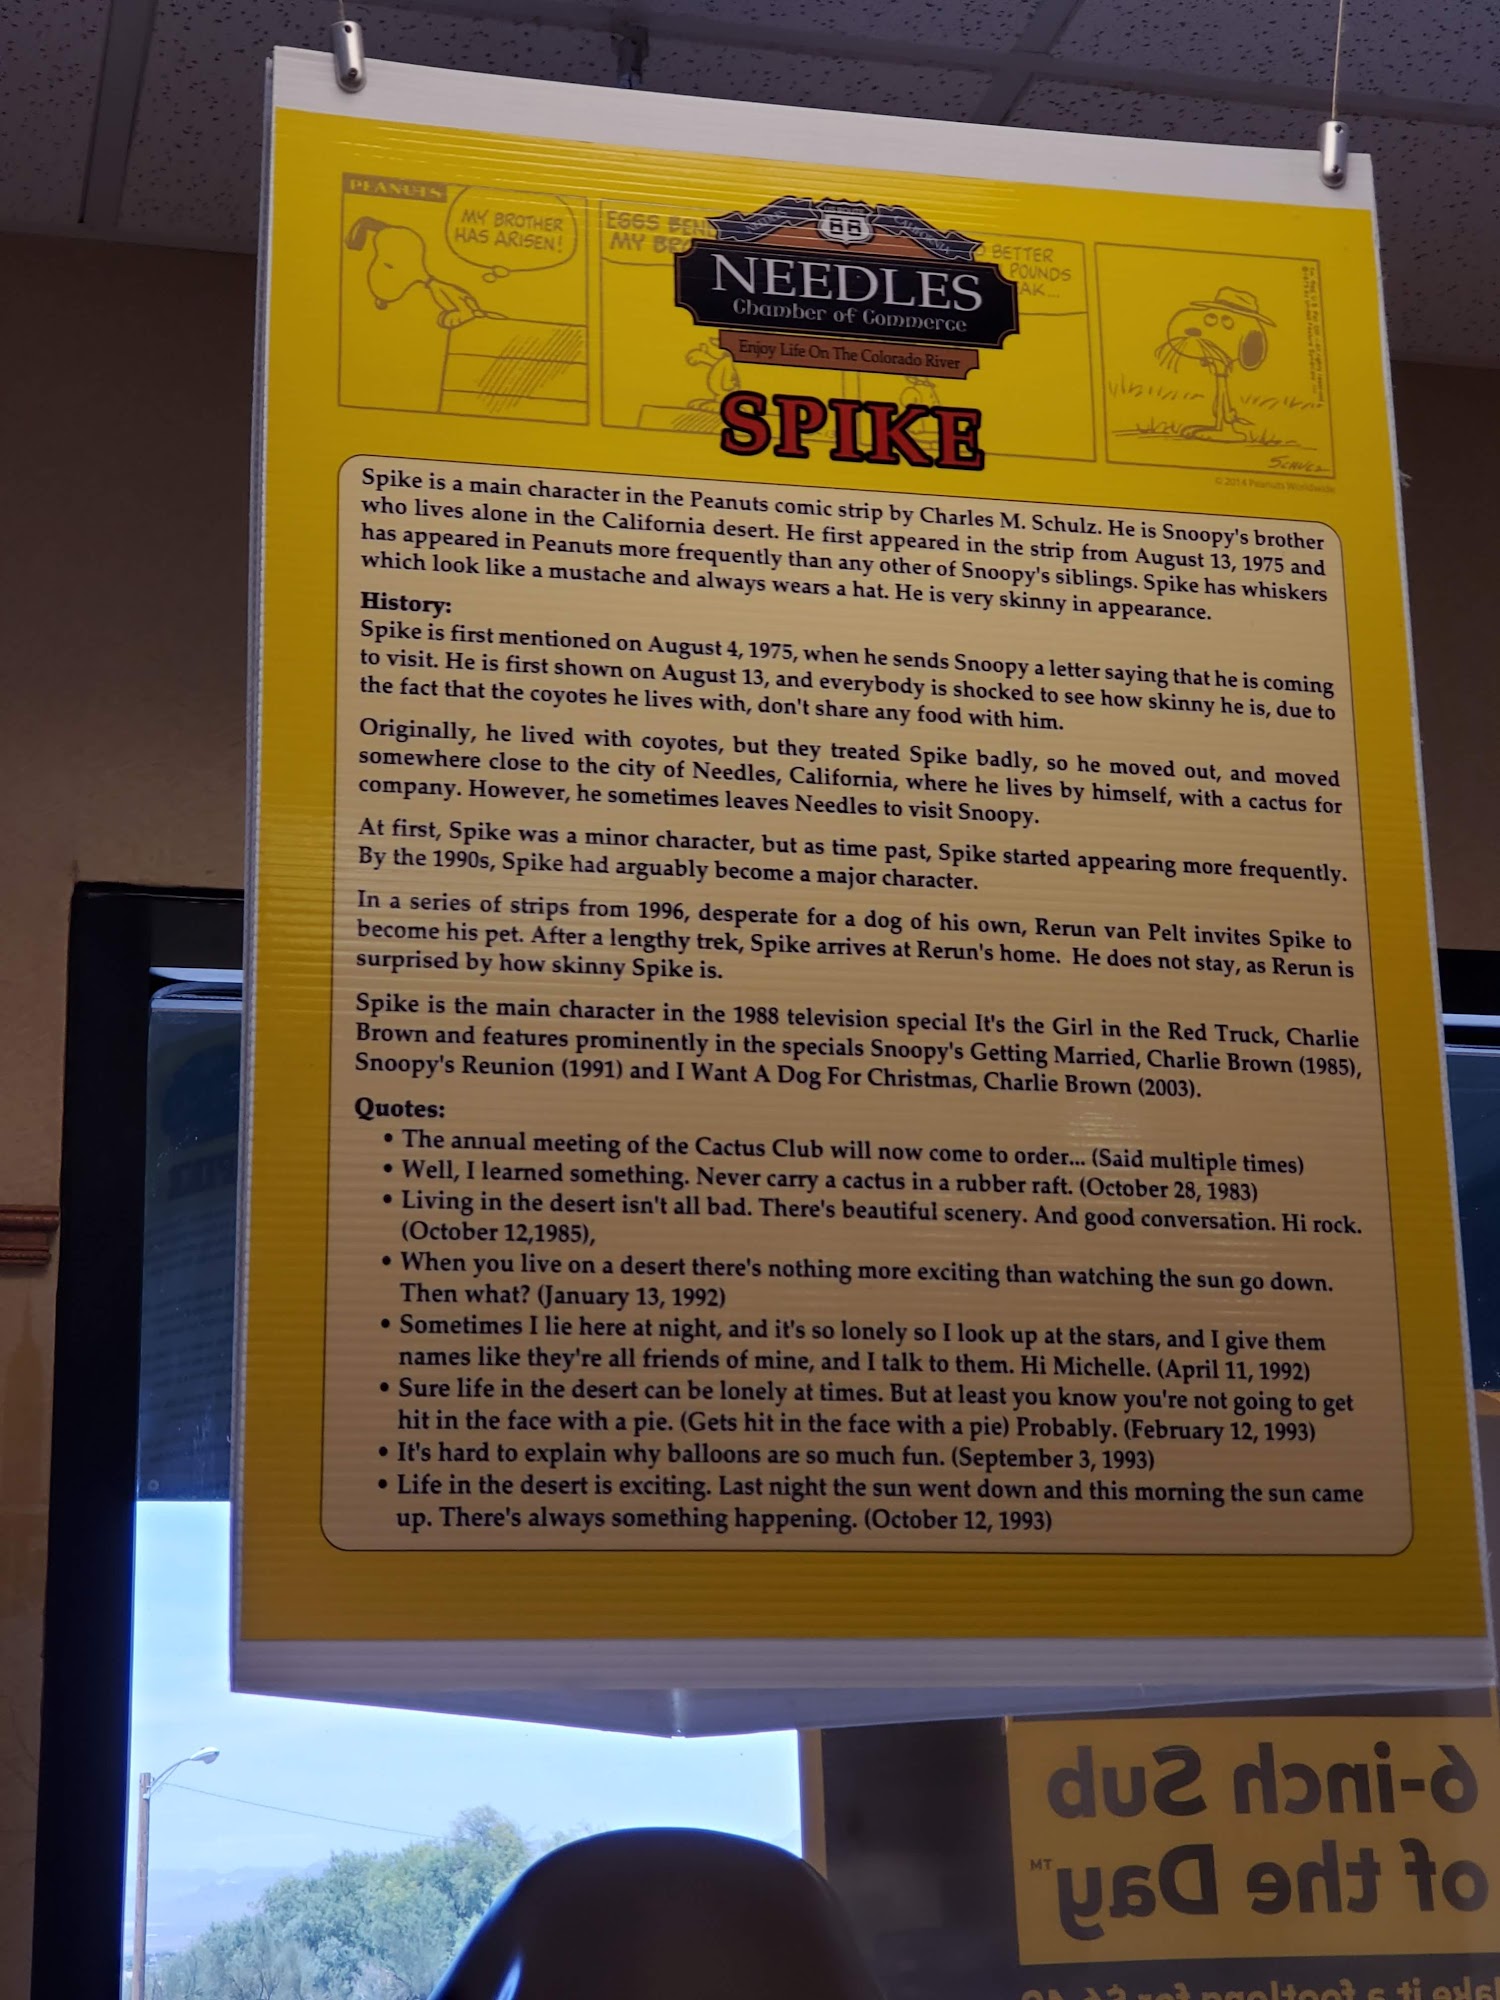 PEANUTS
MY BROTHER
HAS ARISEN!
EGGS BEN
MY BRO
BETTER
POUNDS
AK...
66
NEEDLES
Chamber of Commerce
Enjoy Life On The Colorado River
SPIKE
SCHULZ
© 2014 Peanuts Worldwide
Spike is a main character in the Peanuts comic strip by Charles M. Schulz. He is Snoopy's brother
who lives alone in the California desert. He first appeared in the strip from August 13, 1975 and
has appeared in Peanuts more frequently than any other of Snoopy's siblings. Spike has whiskers
which look like a mustache and always wears a hat. He is very skinny in appearance.
History:
Spike is first mentioned on August 4, 1975, when he sends Snoopy a letter saying that he is coming
to visit. He is first shown on August 13, and everybody is shocked to see how skinny he is, due to
the fact that the coyotes he lives with, don't share any food with him.
Originally, he lived with coyotes, but they treated Spike badly, so he moved out, and moved
somewhere close to the city of Needles, California, where he lives by himself, with a cactus for
company. However, he sometimes leaves Needles to visit Snoopy.
At first, Spike was a minor character, but as time past, Spike started appearing more frequently.
By the 1990s, Spike had arguably become a major character.
In a series of strips from 1996, desperate for a dog of his own, Rerun van Pelt invites Spike to
become his pet. After a lengthy trek, Spike arrives at Rerun's home. He does not stay, as Rerun is
surprised by how skinny Spike is.
Spike is the main character in the 1988 television special It's the Girl in the Red Truck, Charlie
Brown and features prominently in the specials Snoopy's Getting Married, Charlie Brown (1985),
Snoopy's Reunion (1991) and I Want A Dog For Christmas, Charlie Brown (2003).
Quotes:
• The annual meeting of the Cactus Club will now come to order... (Said multiple times)
• Well, I learned something. Never carry a cactus in a rubber raft. (October 28, 1983)
• Living in the desert isn't all bad. There's beautiful scenery. And good conversation. Hi rock.
(October 12,1985),
• When you live on a desert there's nothing more exciting than watching the sun go down.
Then what? (January 13, 1992)
• Sometimes I lie here at night, and it's so lonely so I look up at the stars, and I give them
names like they're all friends of mine, and I talk to them. Hi Michelle. (April 11, 1992)
• Sure life in the desert can be lonely at times. But at least you know you're not going to get
hit in the face with a pie. (Gets hit in the face with a pie) Probably. (February 12, 1993)
• It's hard to explain why balloons are so much fun. (September 3, 1993)
• Life in the desert is exciting. Last night the sun went down and this morning the sun came
up. There's always something happening. (October 12, 1993)
6-inch Sub
of the Day™
ake it a footlong for $6.49